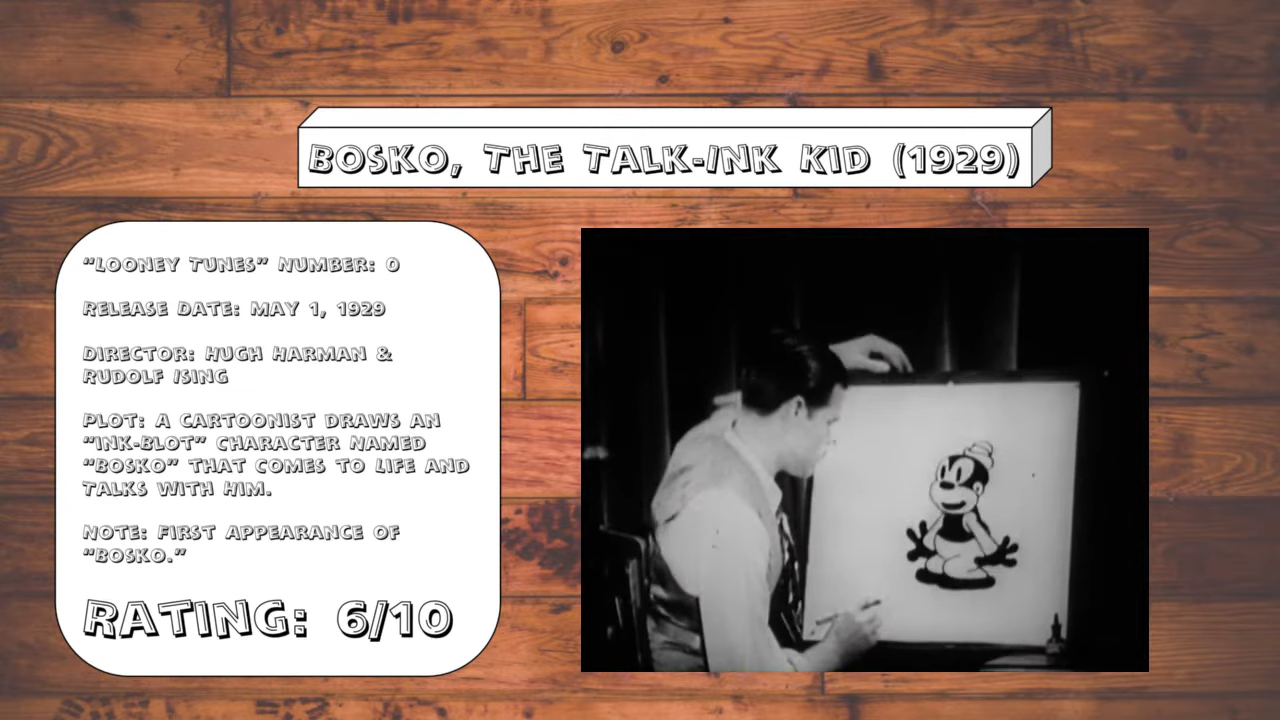 BOSKO, THE TALK-INK KID (1929)
"LOONEY TUNES" NUMBER: 0
RELEASE DATE: MAY 1, 1929
DIRECTOR: HUGH HARMAN &
RUDOLF ISING
PLOT: A CARTOONIST DRAWS AN
"INK-BLOT" CHARACTER NAMED
"BOSKO" THAT COMES TO LIFE AND
TALKS WITH HIM.
NOTE: FIRST APPEARANCE OF
"BOSKO."
RATING: 6/10